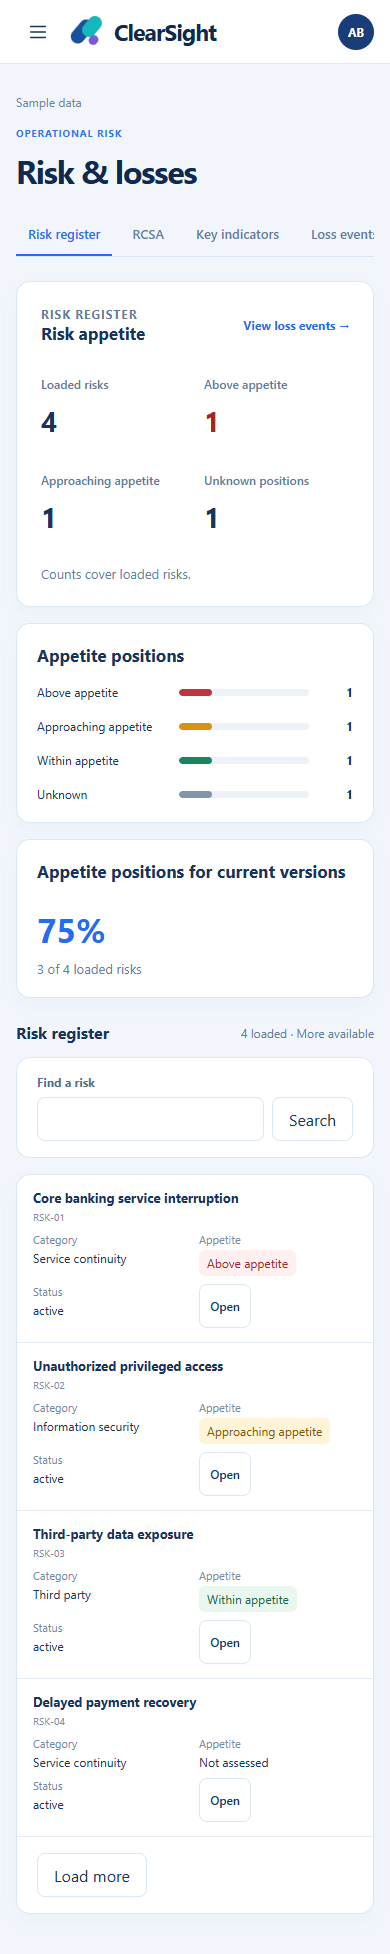 ClearSight
AB
Sample data
OPERATIONAL RISK
Risk & losses
Risk register RCSA Key indicators Loss events
RISK REGISTER
Risk appetite
View loss events →
Loaded risks Above appetite
4 1
Approaching appetite Unknown positions
1 1
Counts cover loaded risks.
Appetite positions
Above appetite 1
Approaching appetite 1
Within appetite 1
Unknown 1
Appetite positions for current versions
75%
3 of 4 loaded risks
Risk register 4 loaded · More available
Find a risk
Search
Core banking service interruption
RSK-01
Category Appetite
Service continuity Above appetite
Status
active Open
Unauthorized privileged access
RSK-02
Category Appetite
Information security Approaching appetite
Status
active Open
Third-party data exposure
RSK-03
Category Appetite
Third party Within appetite
Status
active Open
Delayed payment recovery
RSK-04
Category Appetite
Service continuity Not assessed
Status
active Open
Load more